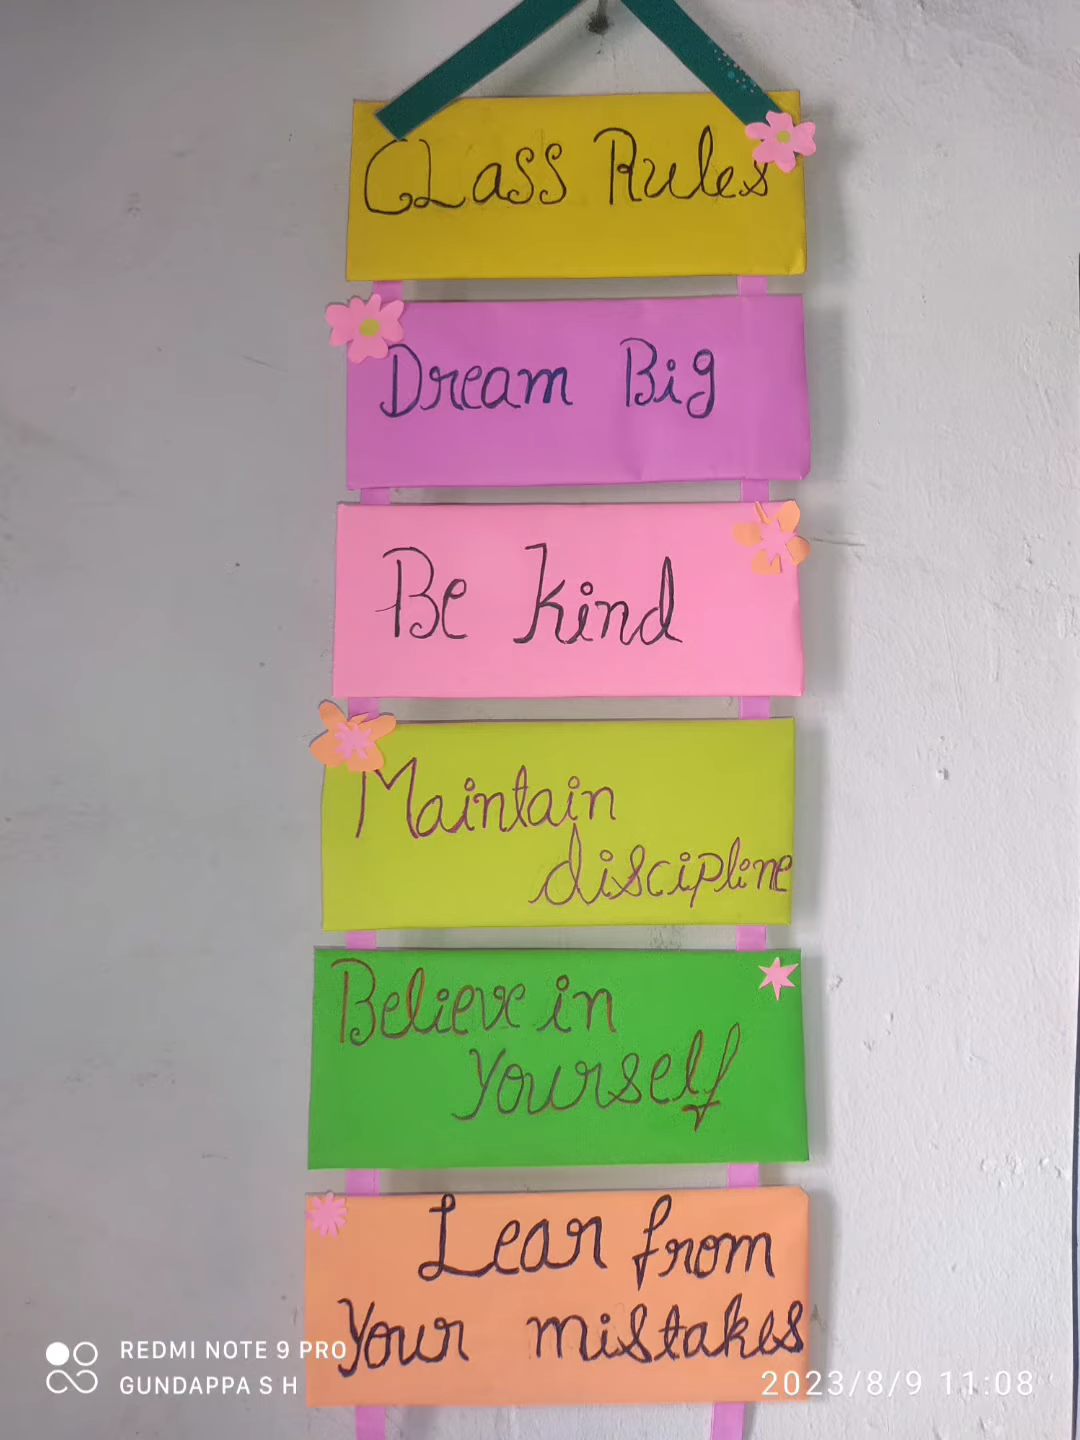 CLass Rules
Dream Big
Be kind
Maintain
discipline
Believe in
Yourself
Lear from
Your mistakes
REDMI NOTE 9 PRO
GUNDAPPA S H
2023/8/9 11:08